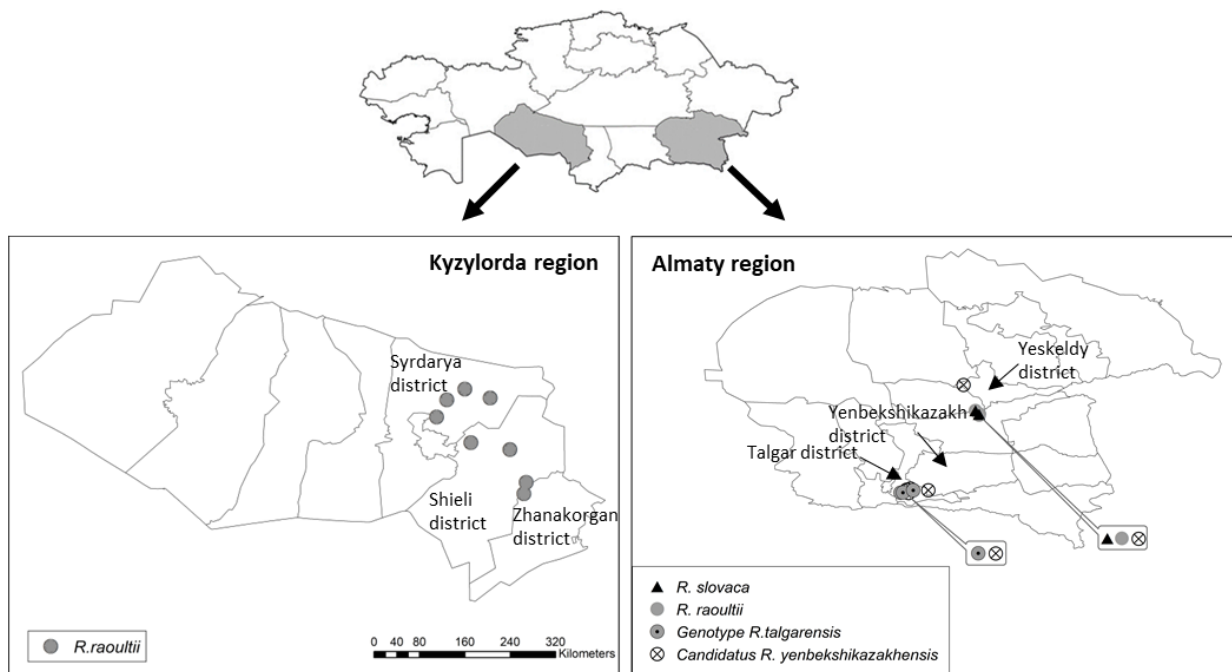 Kyzylorda region
Syrdarya
district
Shieli
district
Zhanakorgan
district
R.raoultii
0 40 80 160 240 320
Kilometers
Almaty region
Yeskeldy
district
Yenbekshikazakh
district
Talgar district
R. slovaca
R. raoultii
Genotype R.talgarensis
Candidatus R. yenbekshikazakhensis